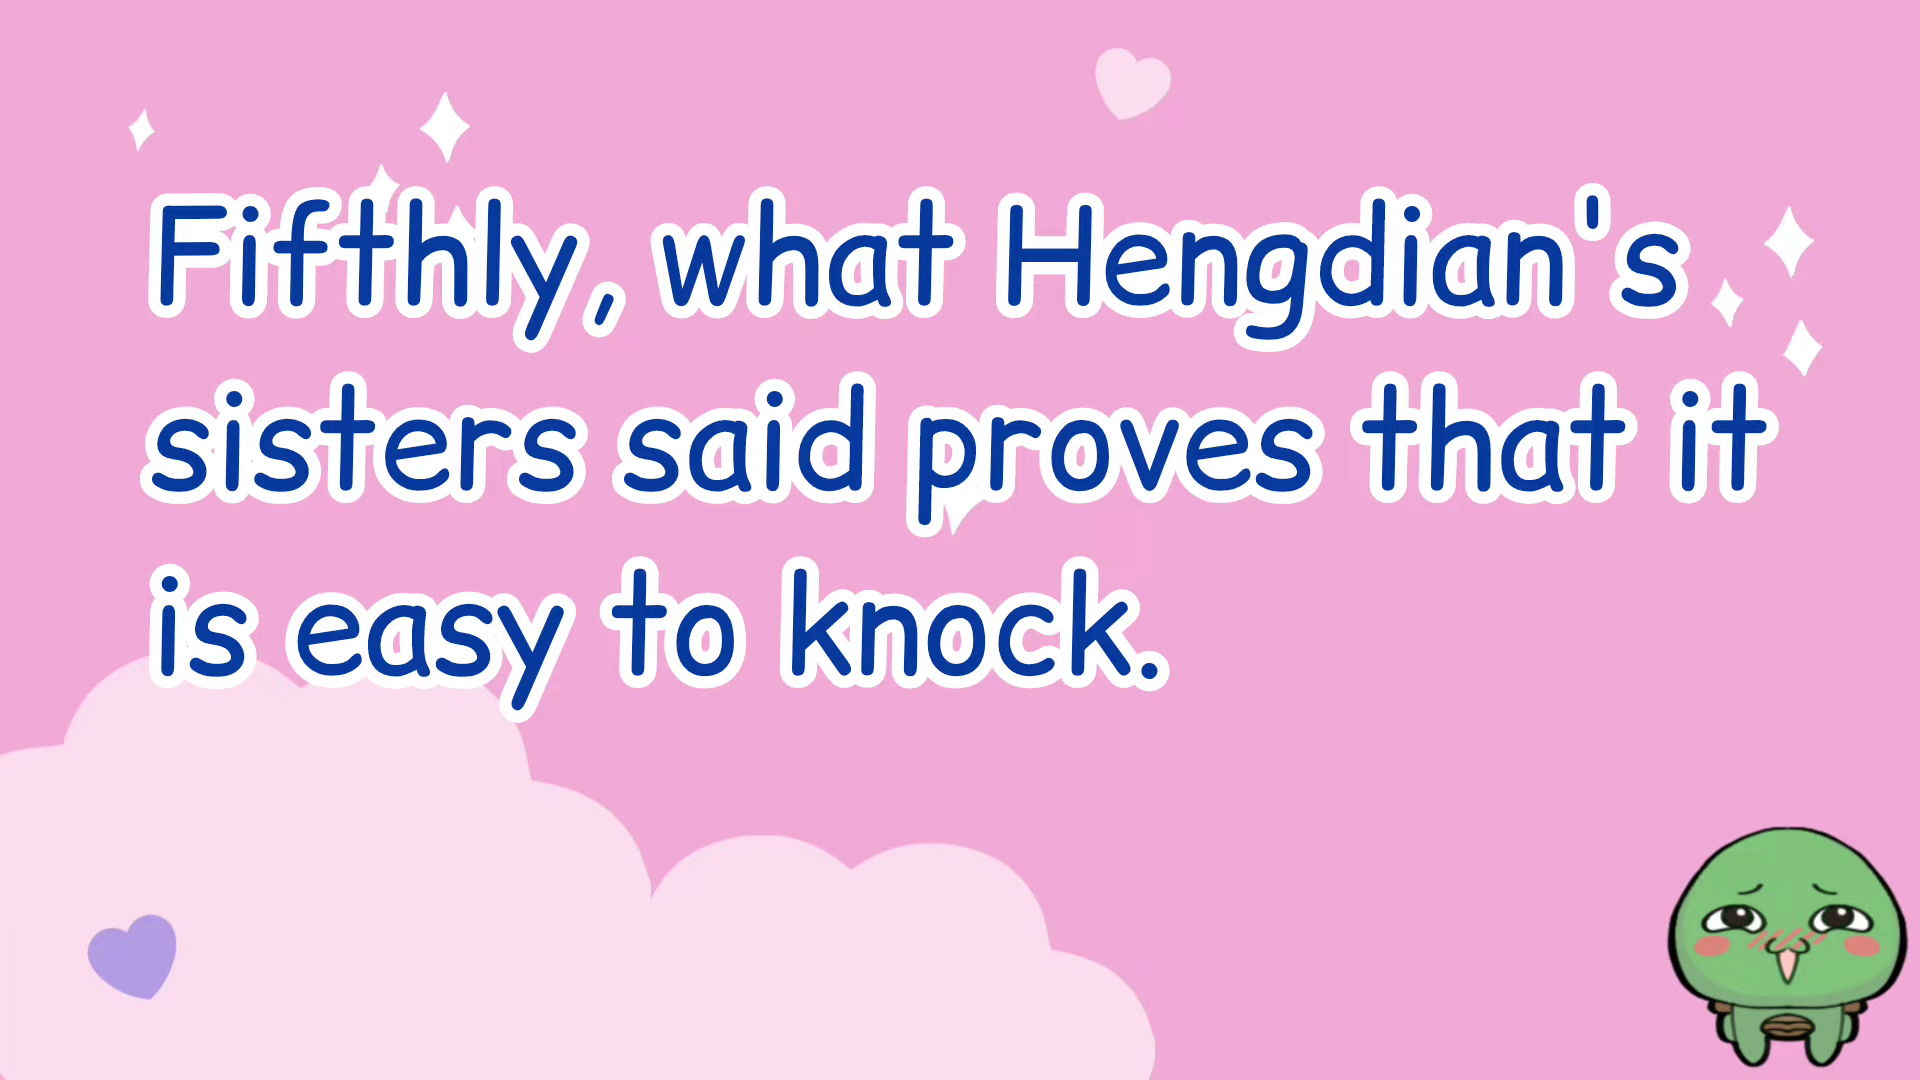 Fifthly, what Hengdian's
sisters said proves that it
is easy to knock.